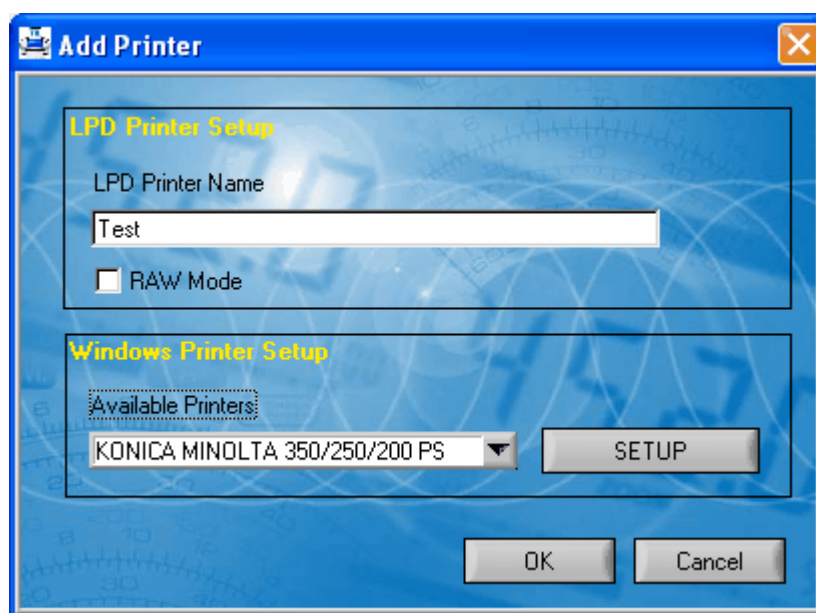 Add Printer
LPD Printer Setup
LPD Printer Name
Test
RAW Mode
Windows Printer Setup
Available Printers
KONICA MINOLTA 350/250/200 PS
SETUP
OK
Cancel